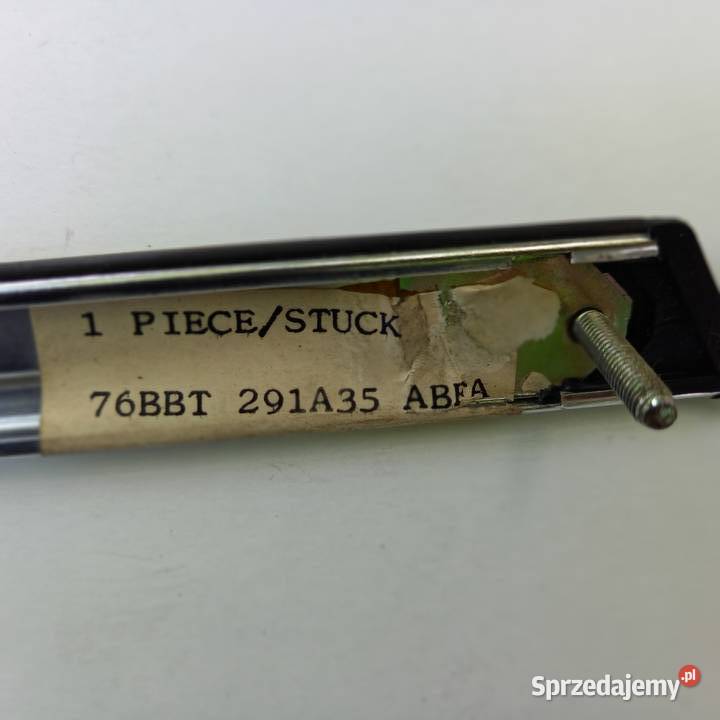 1 PIECE/STUCK
76BBT 291A35 ABFA
Sprzedajemy.pl